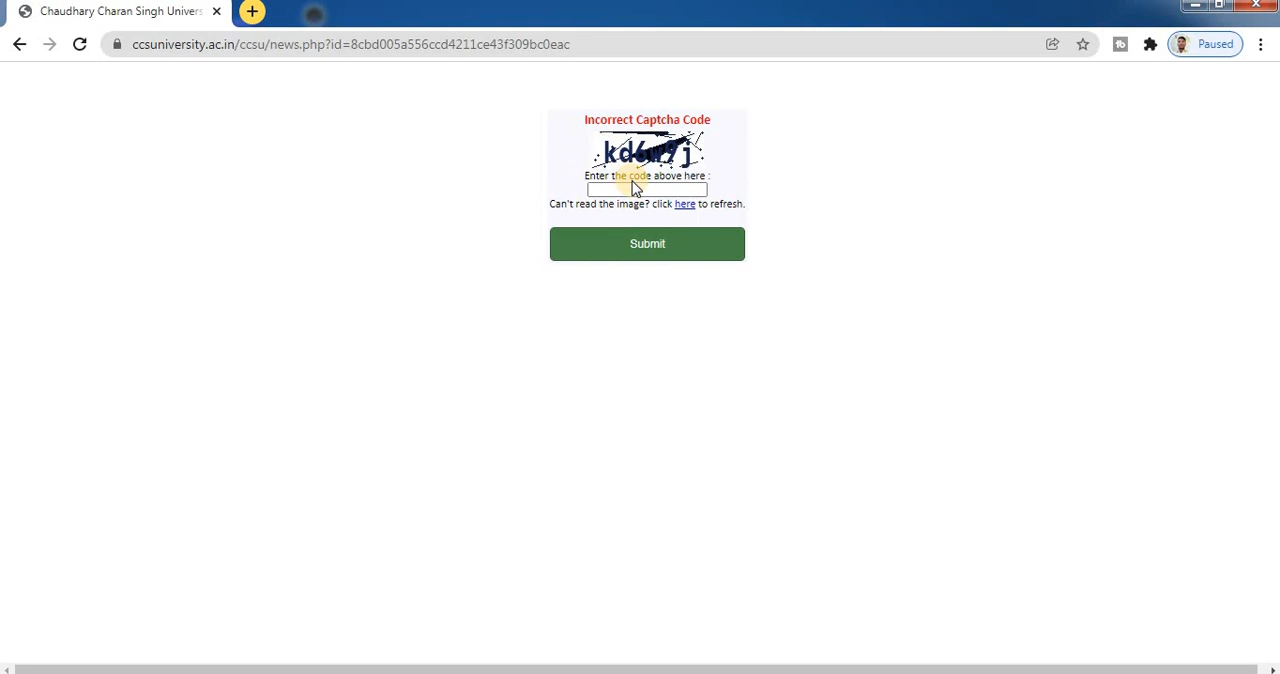 Chaudhary Charan Singh Univers
ccsuniversity.ac.in/ccsu/news.php?id=8cbd005a556ccd4211ce43f309bc0eac
Paused
Incorrect Captcha Code
Enter the code above here :
Can't read the image? click here to refresh.
Submit